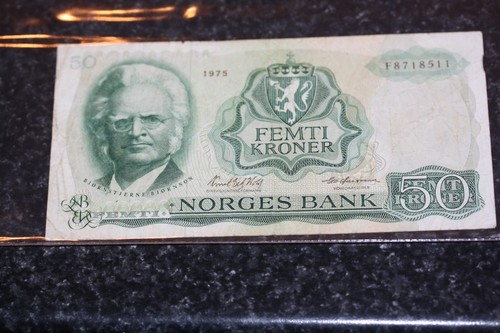 50
1975
F8718511
FEMTI
KRONER
BJØRNSTJERNE BJØRNSON
NORGES BANK
50